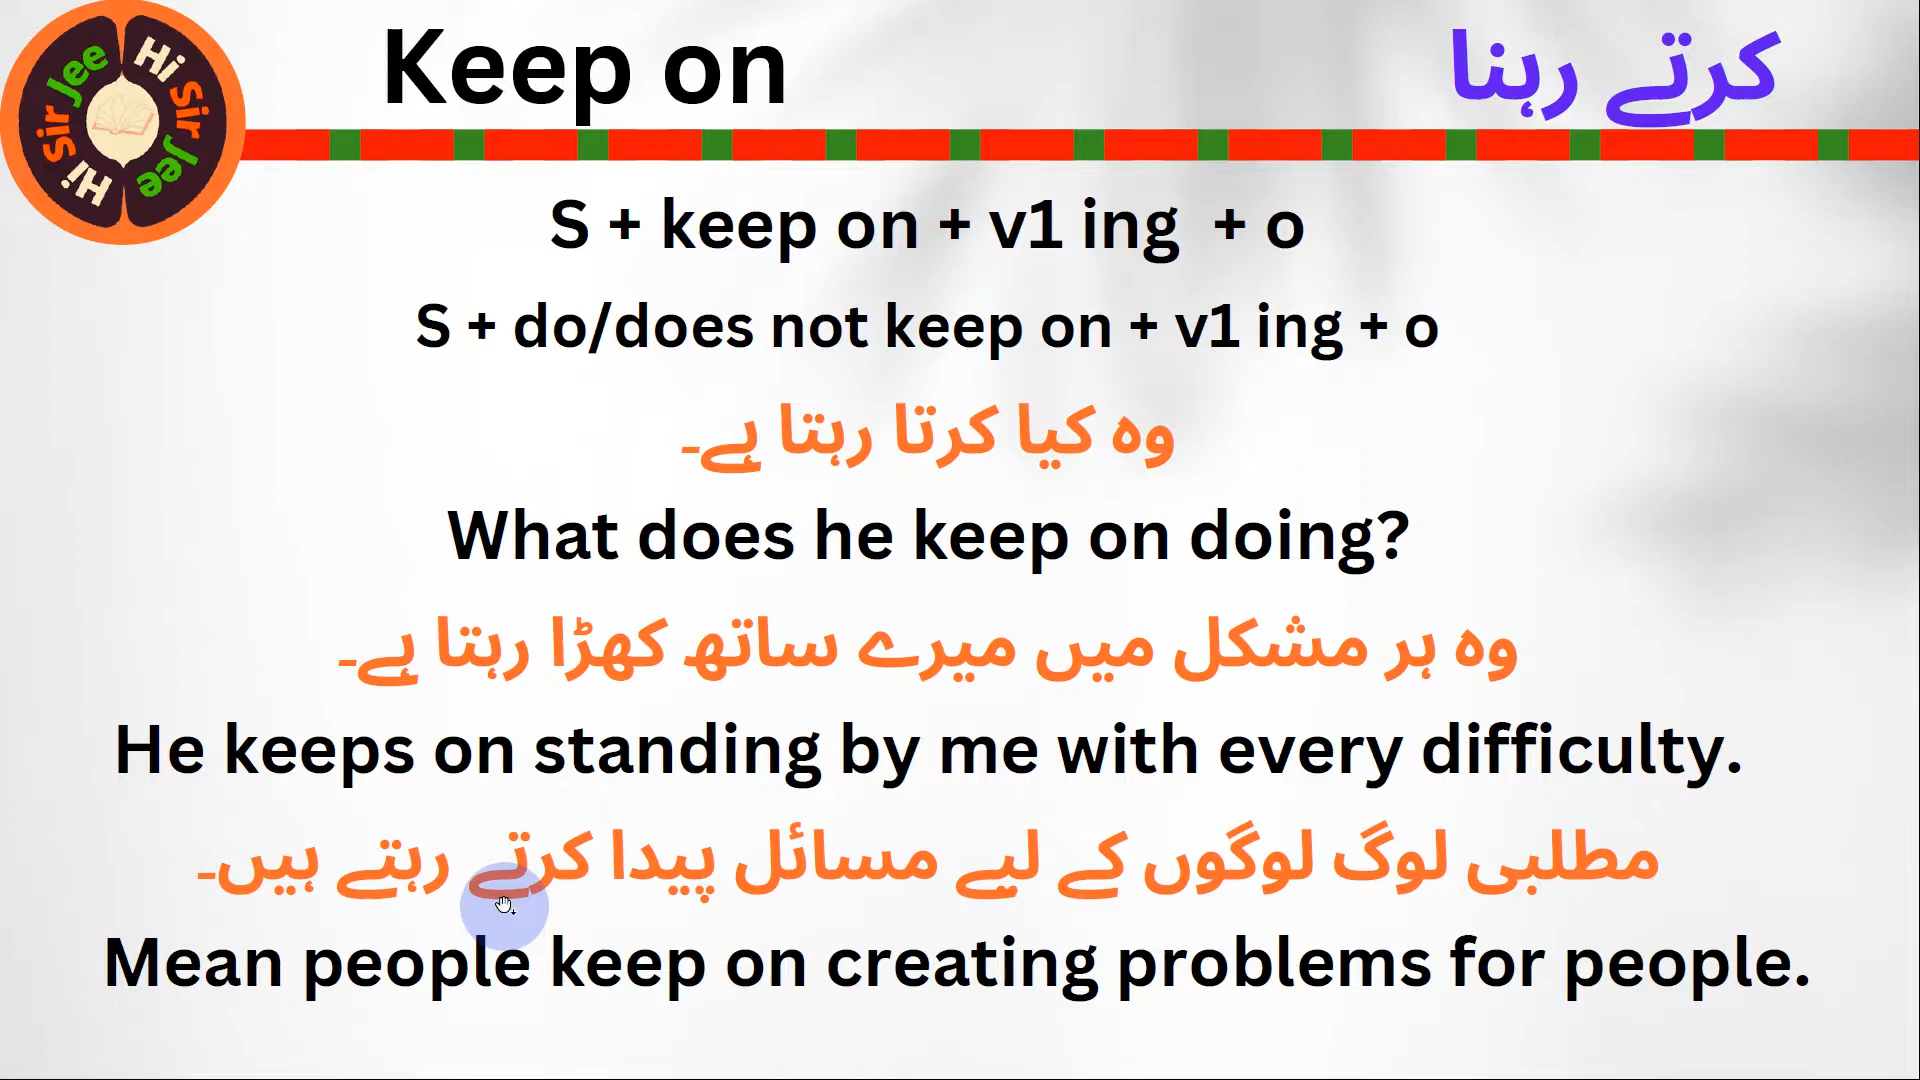 Hi Sir Jee
Hi Sir Jee
Keep on
کرتے رہنا
S + keep on + v1 ing + o
S + do/does not keep on + v1 ing + o
وہ کیا کرتا رہتا ہے۔
What does he keep on doing?
وہ ہر مشکل میں میرے ساتھ کھڑا رہتا ہے۔
He keeps on standing by me with every difficulty.
مطلبی لوگ لوگوں کے لیے مسائل پیدا کرتے رہتے ہیں۔
Mean people keep on creating problems for people.